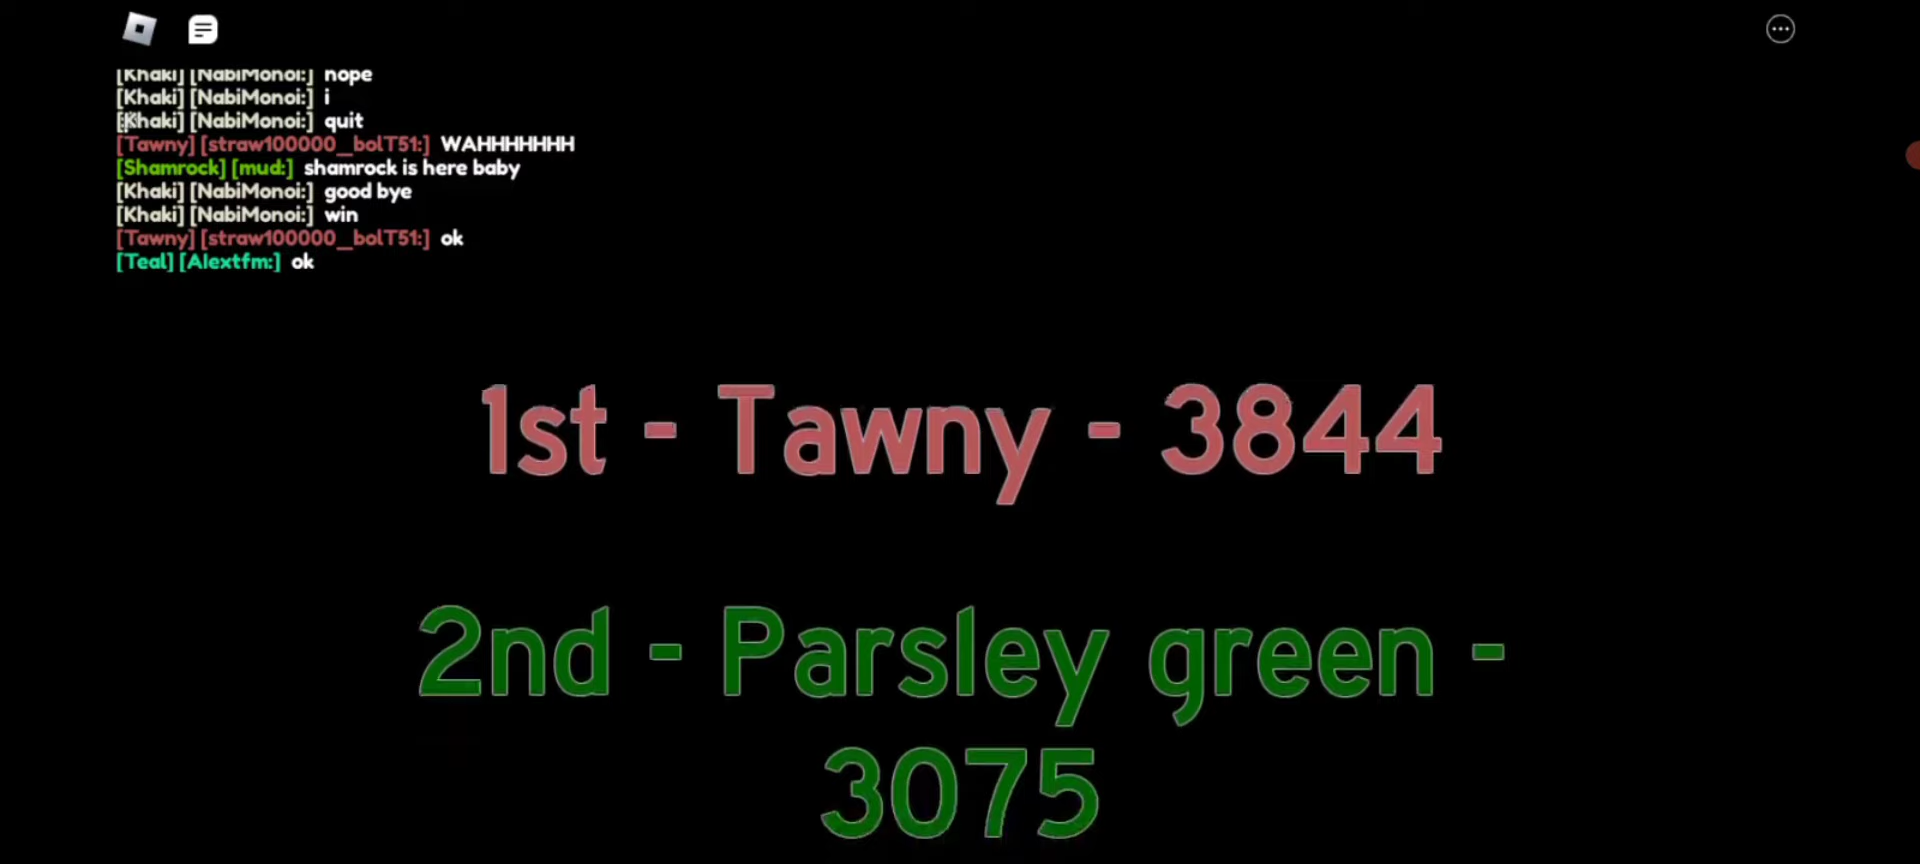 [Khaki] [NabiMonoi:] nope
[Khaki] [NabiMonoi:] i
[Khaki] [NabiMonoi:] quit
[Tawny] [straw100000_bolT51:] WAHHHHHHH
[Shamrock] [mud:] shamrock is here baby
[Khaki] [NabiMonoi:] good bye
[Khaki] [NabiMonoi:] win
[Tawny] [straw100000_bolT51:] ok
[Teal] [Alextfm:] ok
1st - Tawny - 3844
2nd - Parsley green -
3075